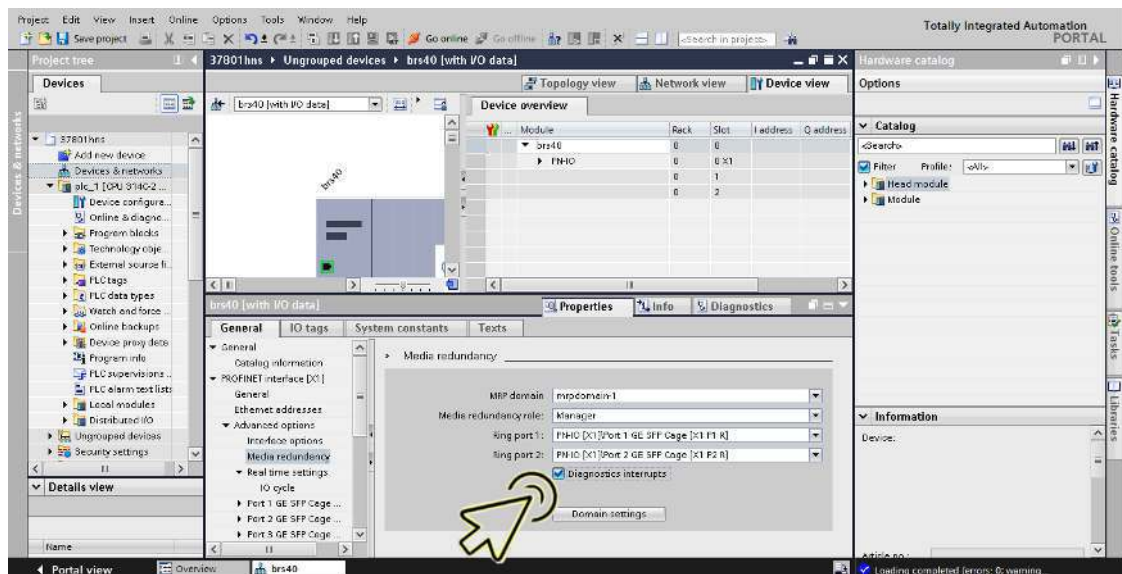 Project Edit View Insert Online Options Tools Window Help
Totally Integrated Automation
PORTAL
Save project
Go online
Go offline
<Search in project>
Project tree
37801hns
Ungrouped devices
brs40 [with I/O data]
Hardware catalog
Devices
Topology view
Network view
Device view
Options
brs40 [with I/O data]
Device overview
Module
Rack
Slot
I address
Q address
brs40
0
0
PN-IO
0
0 X1
0
1
0
2
brs40
37801hns
Add new device
Devices & networks
plc_1 [CPU 314C-2 ...
Device configura...
Online & diagno...
Program blocks
Technology obje...
External source fi...
PLC tags
PLC data types
Watch and force ...
Online backups
Device proxy data
Program info
PLC supervisions ...
PLC alarm text lists
Local modules
Distributed I/O
Ungrouped devices
Security settings
Details view
Name
Catalog
<Search>
Filter
Profile:
<All>
Head module
Module
Information
Device:
Article no.:
Devices & networks
Hardware catalog
Online tools
Tasks
Libraries
brs40 [with I/O data]
Properties
Info
Diagnostics
General
IO tags
System constants
Texts
General
Catalog information
PROFINET interface [X1]
General
Ethernet addresses
Advanced options
Interface options
Media redundancy
Real time settings
IO cycle
Port 1 GE SFP Cage ...
Port 2 GE SFP Cage ...
Port 3 GE SFP Cage ...
Media redundancy
MRP domain
mrpdomain-1
Media redundancy role:
Manager
Ring port 1:
PN-IO [X1]\Port 1 GE SFP Cage [X1 P1 R]
Ring port 2:
PN-IO [X1]\Port 2 GE SFP Cage [X1 P2 R]
Diagnostics interrupts
Domain settings
Portal view
Overview
brs40
Loading completed (errors: 0; warning